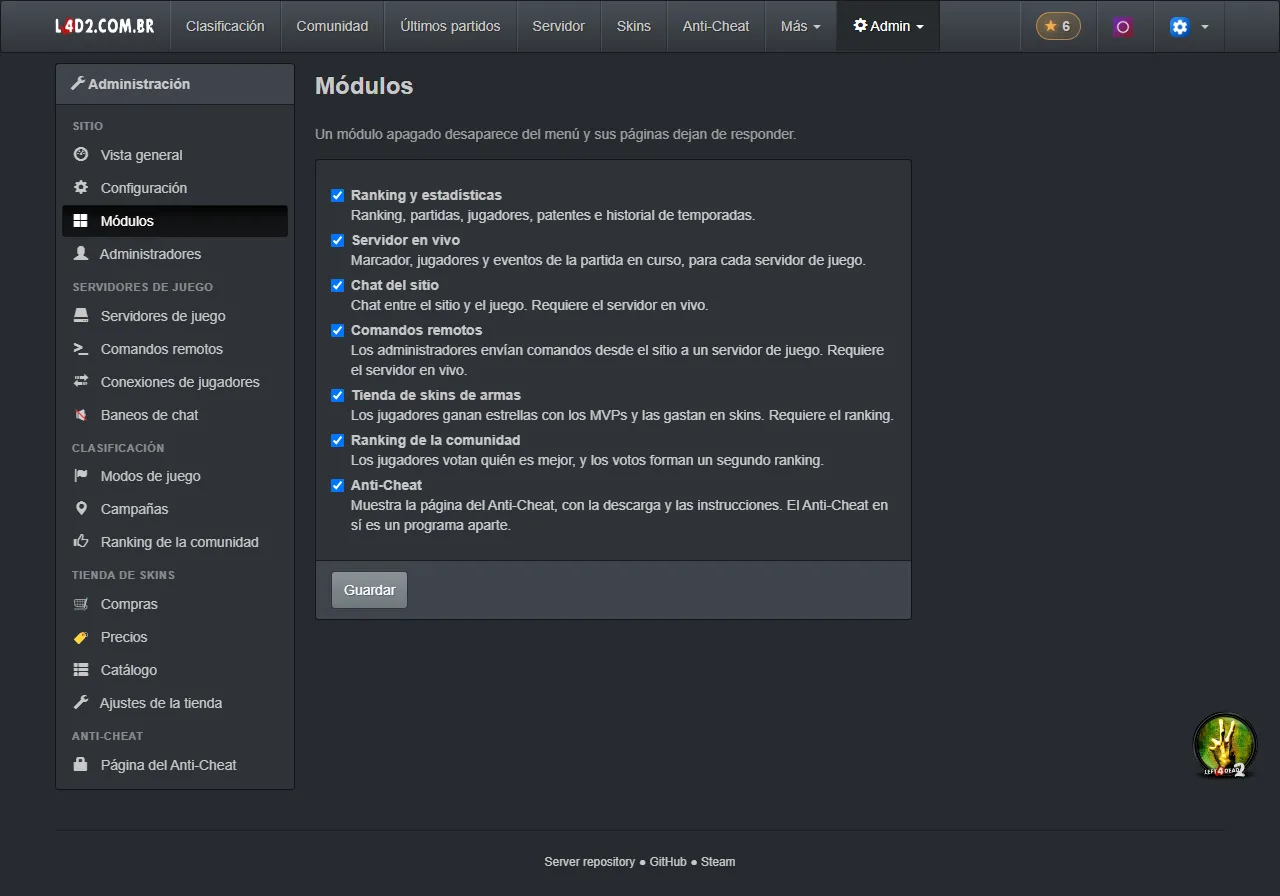 L4D2.COM.BR Clasificación Comunidad Últimos partidos Servidor Skins Anti-Cheat Más Admin 6
Administración
SITIO
Vista general
Configuración
Módulos
Administradores
SERVIDORES DE JUEGO
Servidores de juego
Comandos remotos
Conexiones de jugadores
Baneos de chat
CLASIFICACIÓN
Modos de juego
Campañas
Ranking de la comunidad
TIENDA DE SKINS
Compras
Precios
Catálogo
Ajustes de la tienda
ANTI-CHEAT
Página del Anti-Cheat
Módulos
Un módulo apagado desaparece del menú y sus páginas dejan de responder.
Ranking y estadísticas
Ranking, partidas, jugadores, patentes e historial de temporadas.
Servidor en vivo
Marcador, jugadores y eventos de la partida en curso, para cada servidor de juego.
Chat del sitio
Chat entre el sitio y el juego. Requiere el servidor en vivo.
Comandos remotos
Los administradores envían comandos desde el sitio a un servidor de juego. Requiere
el servidor en vivo.
Tienda de skins de armas
Los jugadores ganan estrellas con los MVPs y las gastan en skins. Requiere el ranking.
Ranking de la comunidad
Los jugadores votan quién es mejor, y los votos forman un segundo ranking.
Anti-Cheat
Muestra la página del Anti-Cheat, con la descarga y las instrucciones. El Anti-Cheat en
sí es un programa aparte.
Guardar
LEFT 4 DEAD 2
Server repository ● GitHub ● Steam